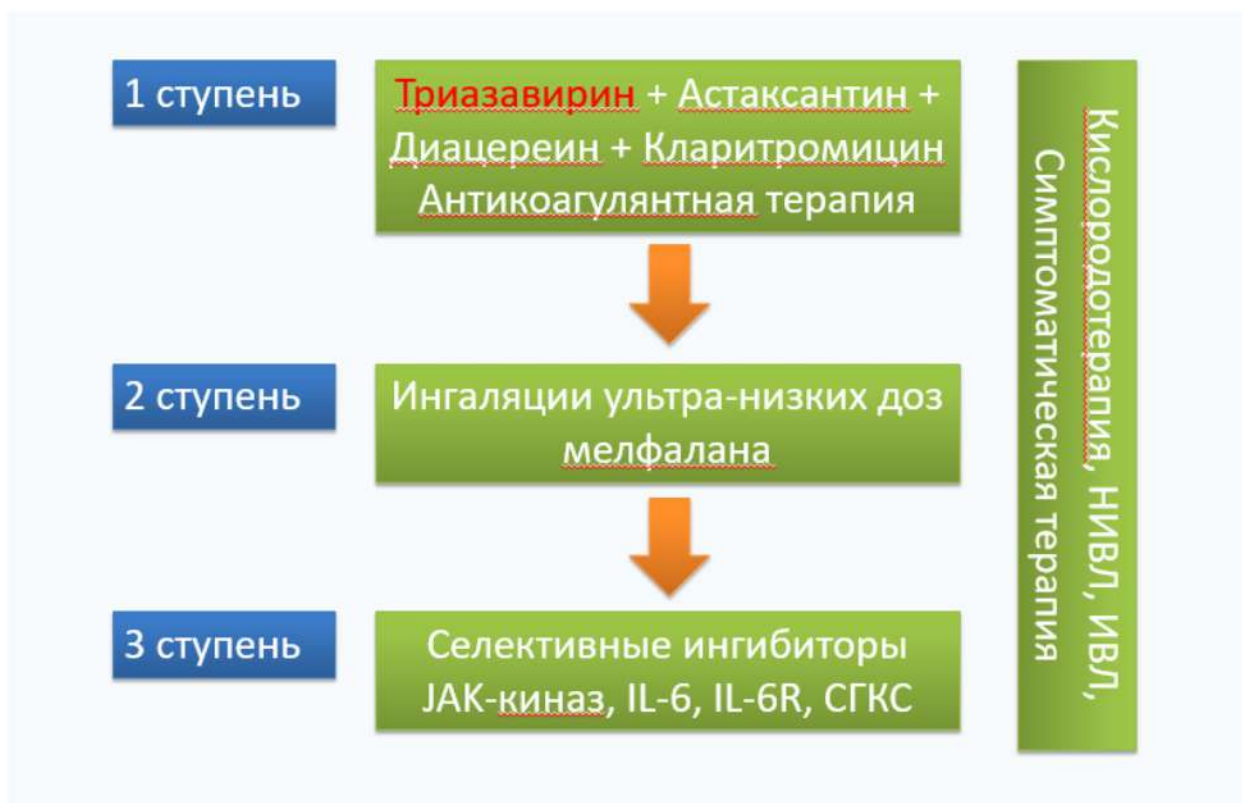 1 ступень
Триазавирин + Астаксантин +
Диацереин + Кларитромицин
Антикоагулянтная терапия
2 ступень
Ингаляции ультра-низких доз
мелфалана
3 ступень
Селективные ингибиторы
JAK-киназ, IL-6, IL-6R, СГКС
Кислородотерапия, НИВЛ, ИВЛ,
Симптоматическая терапия